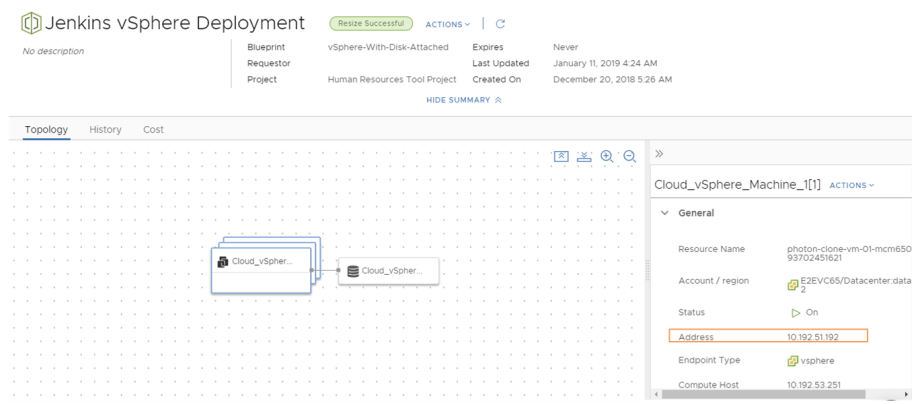 Jenkins vSphere Deployment
Resize Successful
ACTIONS
No description
Blueprint vSphere-With-Disk-Attached Expires Never
Requestor Last Updated January 11, 2019 4:24 AM
Project Human Resources Tool Project Created On December 20, 2018 5:26 AM
HIDE SUMMARY
Topology History Cost
Cloud_vSpher...
Cloud_vSpher...
Cloud_vSphere_Machine_1[1] ACTIONS
General
Resource Name photon-clone-vm-01-mcm650
93702451621
Account / region E2EVC65/Datacenter:data
2
Status On
Address 10.192.51.192
Endpoint Type vsphere
Compute Host 10.192.53.251